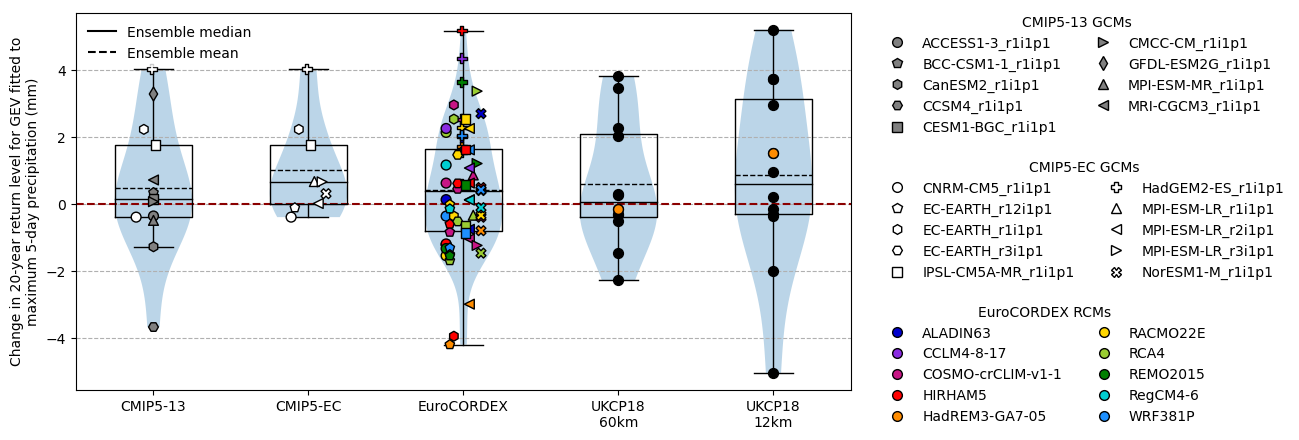 Change in 20-year return level for GEV fitted to
maximum 5-day precipitation (mm)
4
2
0
−2
−4
Ensemble median
Ensemble mean
CMIP5-13
CMIP5-EC
EuroCORDEX
UKCP18
60km
UKCP18
12km
CMIP5-13 GCMs
ACCESS1-3_r1i1p1
BCC-CSM1-1_r1i1p1
CanESM2_r1i1p1
CCSM4_r1i1p1
CESM1-BGC_r1i1p1
CMCC-CM_r1i1p1
GFDL-ESM2G_r1i1p1
MPI-ESM-MR_r1i1p1
MRI-CGCM3_r1i1p1
CMIP5-EC GCMs
CNRM-CM5_r1i1p1
EC-EARTH_r12i1p1
EC-EARTH_r1i1p1
EC-EARTH_r3i1p1
IPSL-CM5A-MR_r1i1p1
HadGEM2-ES_r1i1p1
MPI-ESM-LR_r1i1p1
MPI-ESM-LR_r2i1p1
MPI-ESM-LR_r3i1p1
NorESM1-M_r1i1p1
EuroCORDEX RCMs
ALADIN63
CCLM4-8-17
COSMO-crCLIM-v1-1
HIRHAM5
HadREM3-GA7-05
RACMO22E
RCA4
REMO2015
RegCM4-6
WRF381P